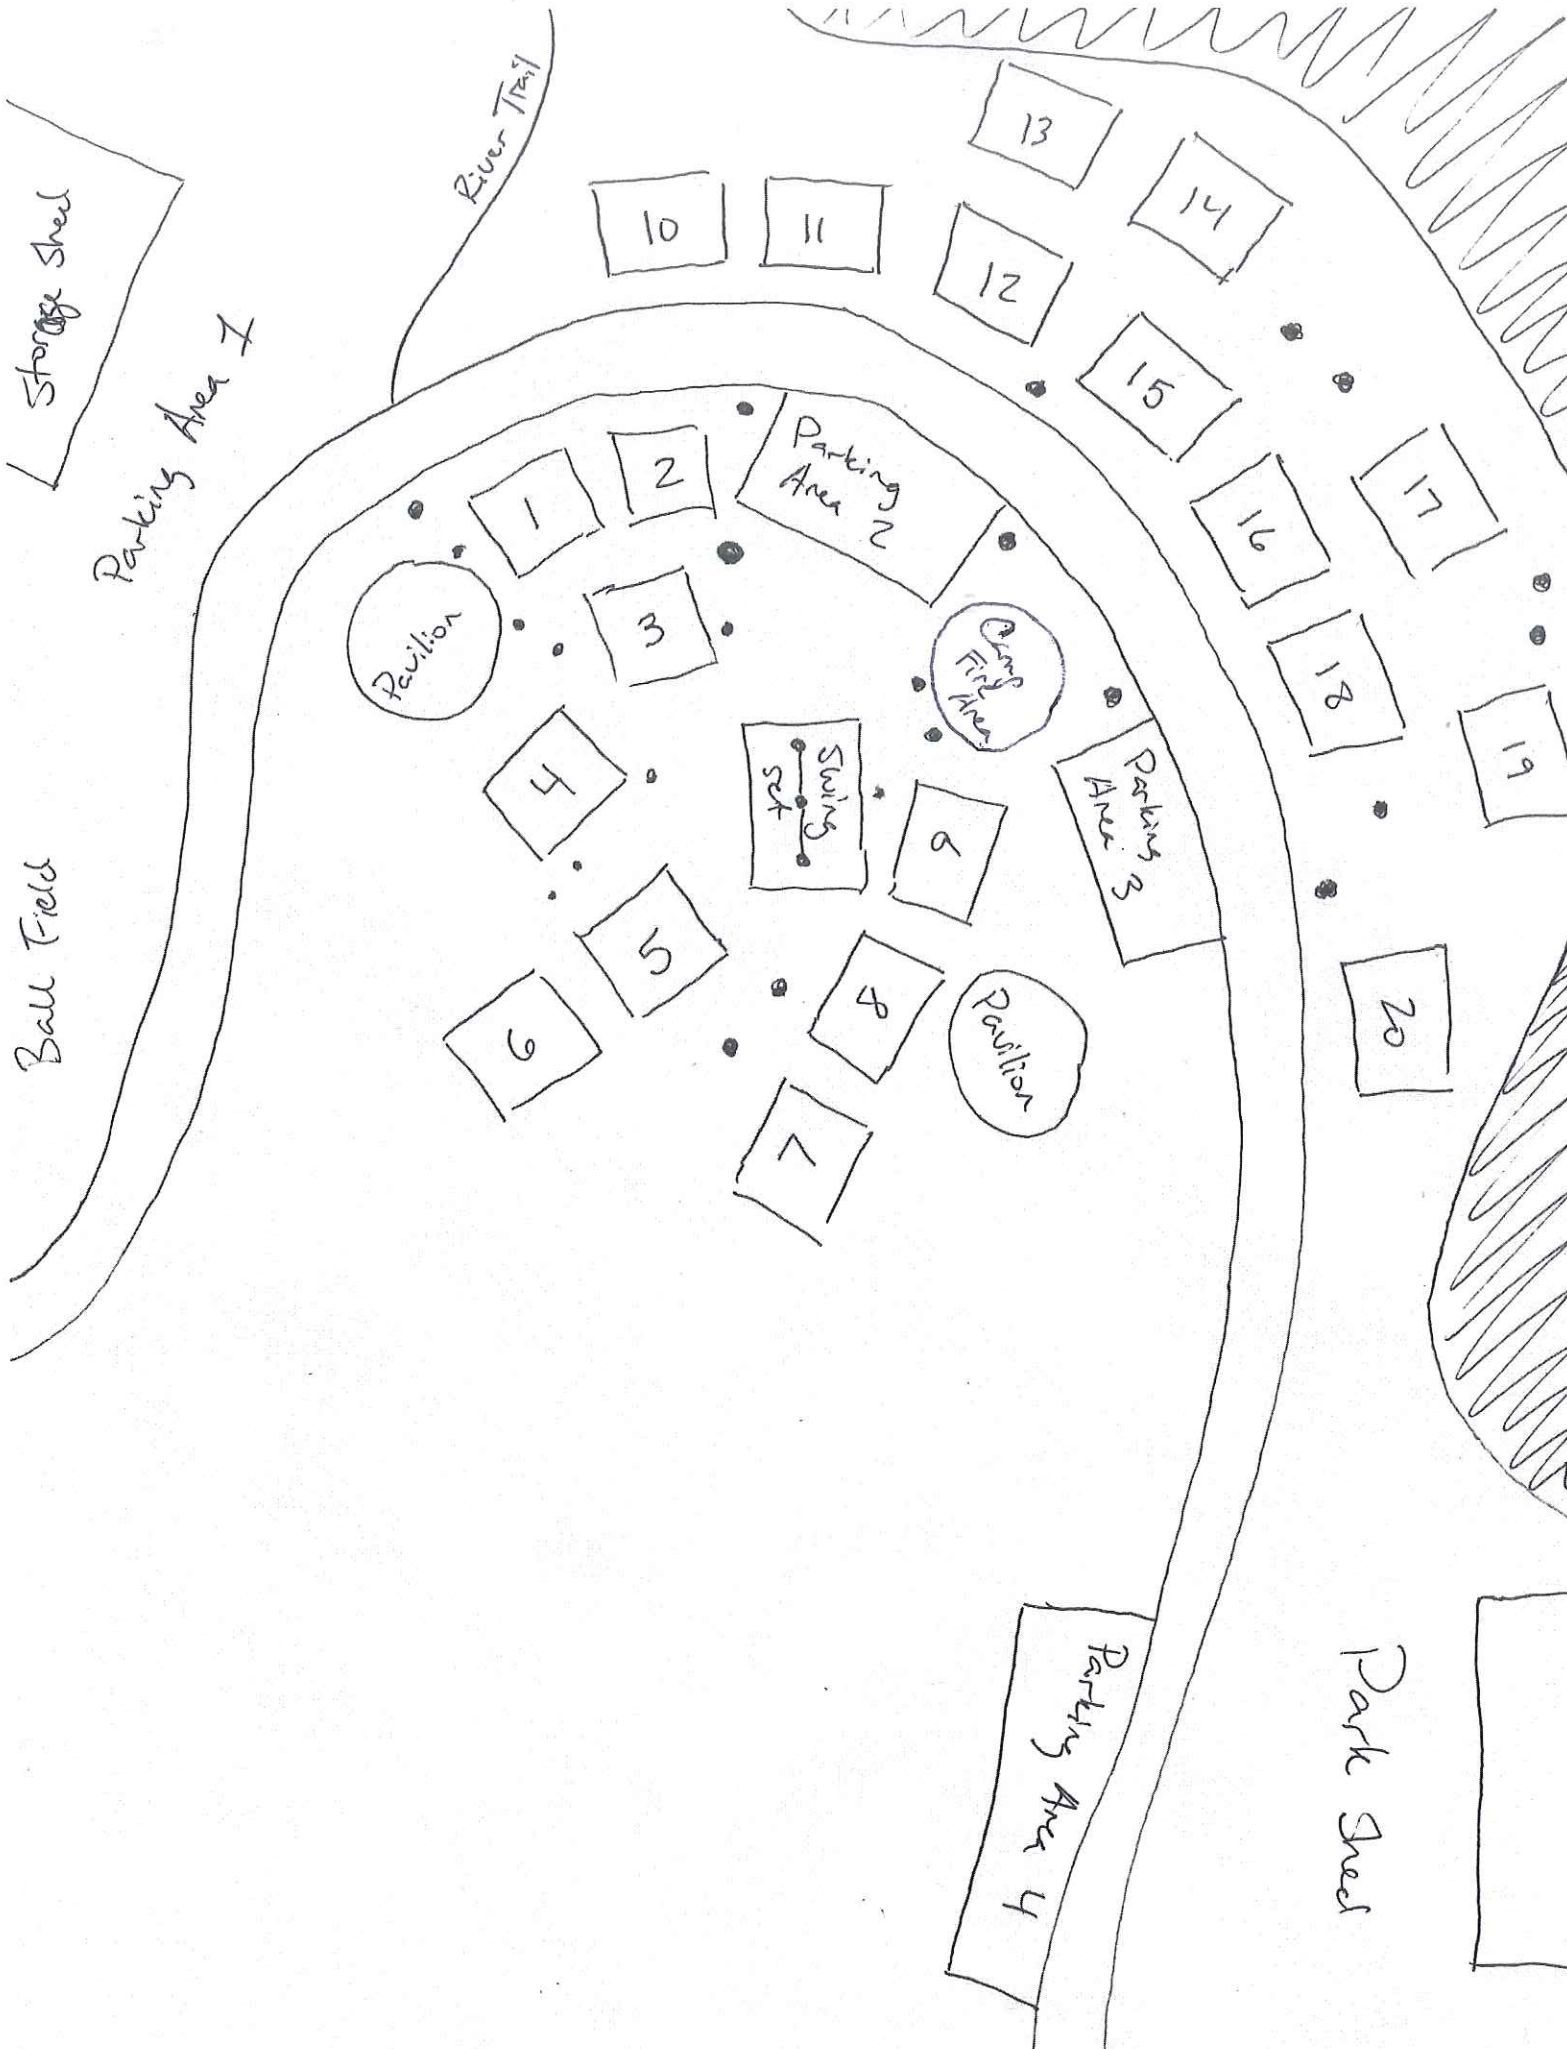 River Trail
Storage Shed
Parking Area 1
Ball Field
13
14
10
11
12
15
16
17
18
19
20
1
2
Parking
Area 2
3
Pavilion
Camp
Fire
Area
4
Swing
set
Parking
Area 3
9
5
8
6
Pavilion
7
Parking Area 4
Park Shed